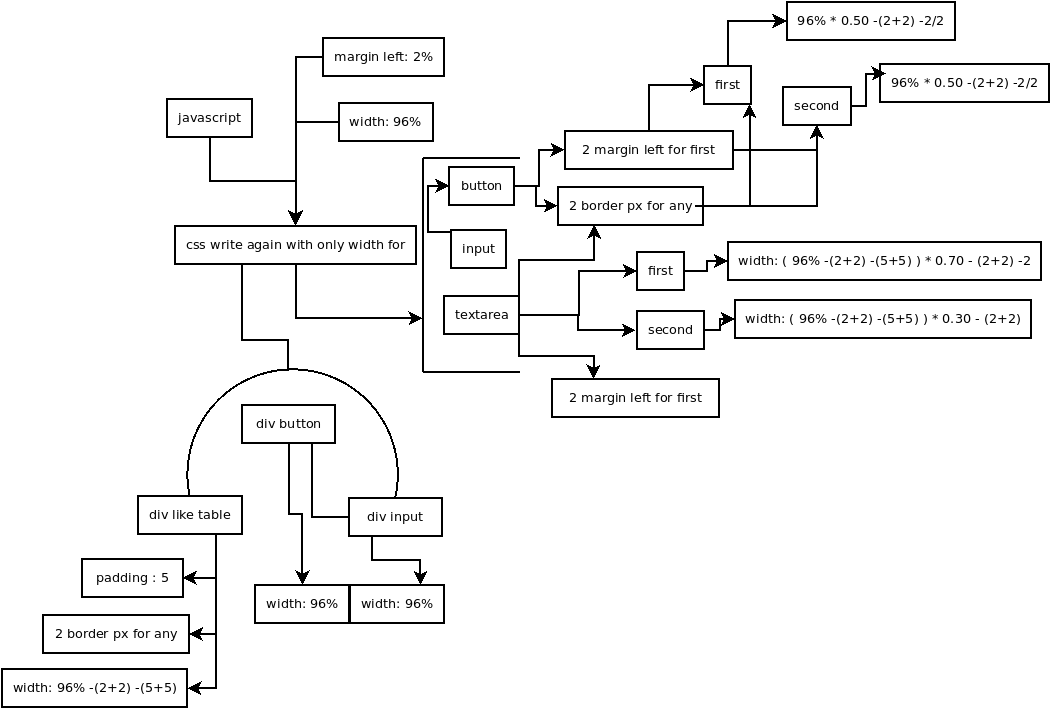 96% * 0.50 -(2+2) -2/2
margin left: 2%
first
96% * 0.50 -(2+2) -2/2
second
javascript
width: 96%
2 margin left for first
button
2 border px for any
css write again with only width for
input
first
width: ( 96% -(2+2) -(5+5) ) * 0.70 - (2+2) -2
textarea
second
width: ( 96% -(2+2) -(5+5) ) * 0.30 - (2+2)
2 margin left for first
div button
div like table
div input
padding : 5
width: 96%
width: 96%
2 border px for any
width: 96% -(2+2) -(5+5)